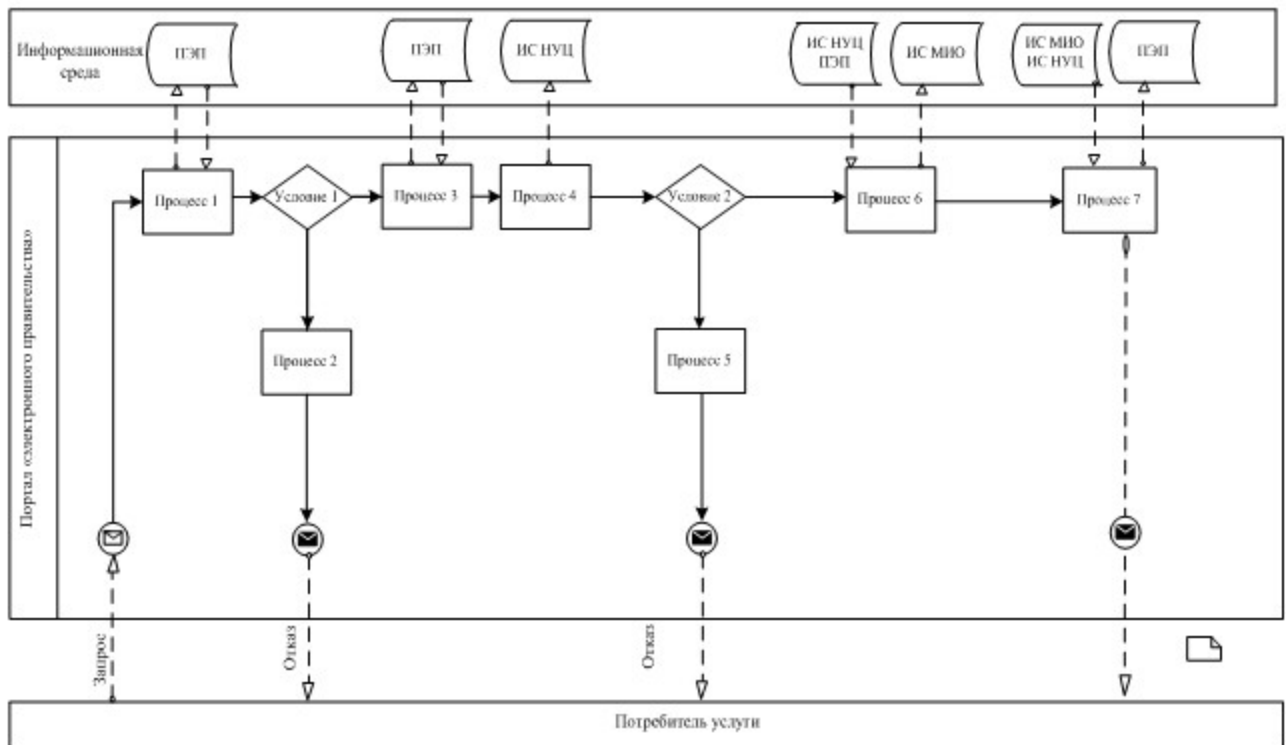 Информационная
среда
ПЭП
ПЭП
ИС НУЦ
ИС НУЦ
ПЭП
ИС МИО
ИС МИО
ИС НУЦ
ПЭП
Портал «электронного правительства»
Процесс 1
Условие 1
Процесс 3
Процесс 4
Условие 2
Процесс 6
Процесс 7
Процесс 2
Процесс 5
Запрос
Отказ
Отказ
Потребитель услуги